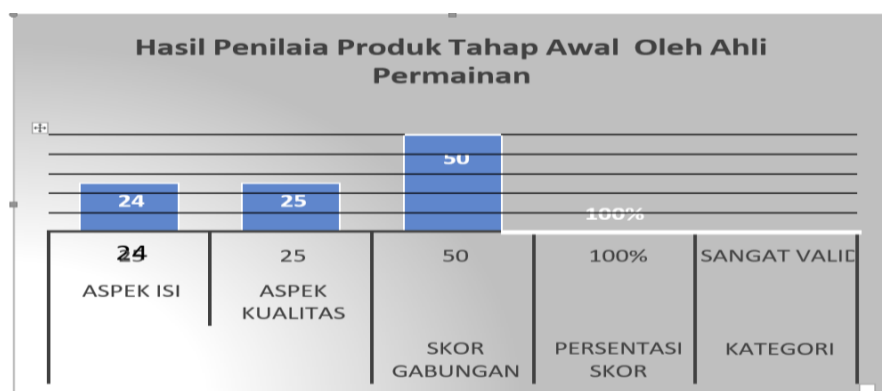 Hasil Penilaia Produk Tahap Awal Oleh Ahli
Permainan
50
24 25
100%
24 25 50 100% SANGAT VALID
ASPEK ISI ASPEK
KUALITAS
SKOR
GABUNGAN PERSENTASI
SKOR KATEGORI